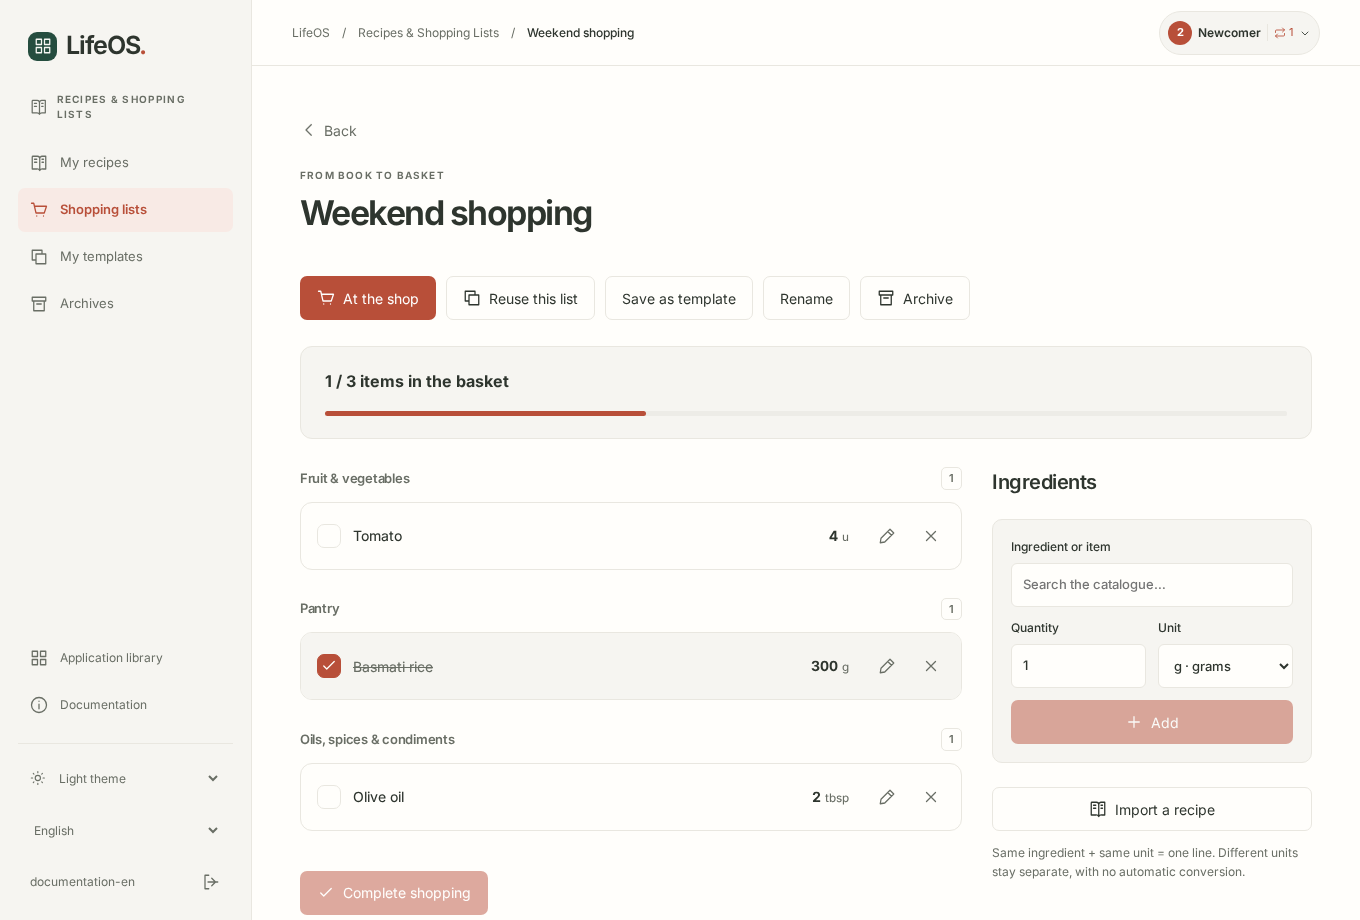 LifeOS.
RECIPES & SHOPPING
LISTS
My recipes
Shopping lists
My templates
Archives
Application library
Documentation
Light theme
English
documentation-en
LifeOS / Recipes & Shopping Lists / Weekend shopping
2 Newcomer 1
Back
FROM BOOK TO BASKET
Weekend shopping
At the shop
Reuse this list
Save as template
Rename
Archive
1 / 3 items in the basket
Fruit & vegetables 1
Tomato 4 u
Pantry 1
Basmati rice 300 g
Oils, spices & condiments 1
Olive oil 2 tbsp
Complete shopping
Ingredients
Ingredient or item
Search the catalogue...
Quantity Unit
1 g · grams
Add
Import a recipe
Same ingredient + same unit = one line. Different units
stay separate, with no automatic conversion.